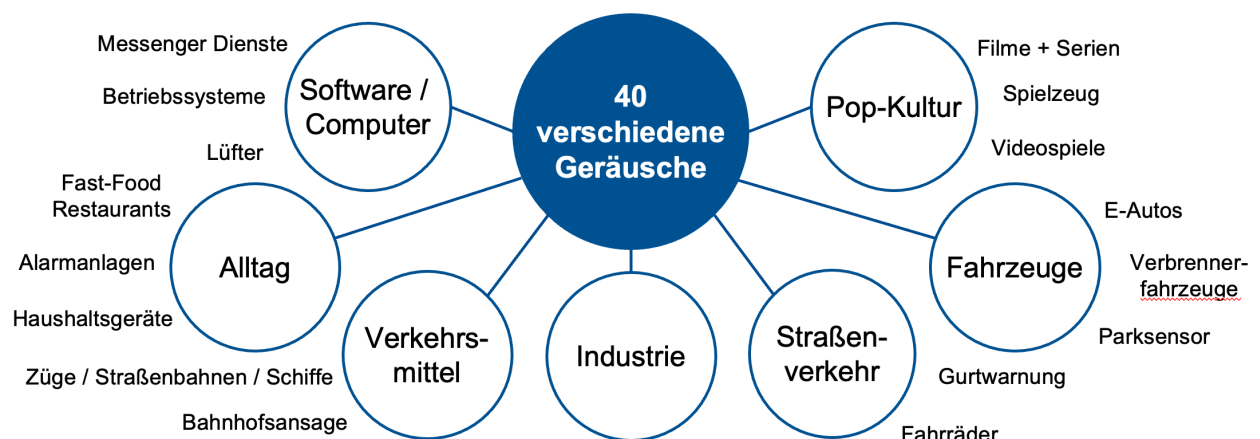 40
verschiedene
Geräusche
Software /
Computer
Messenger Dienste
Betriebssysteme
Lüfter
Alltag
Fast-Food
Restaurants
Alarmanlagen
Haushaltsgeräte
Verkehrs-
mittel
Züge / Straßenbahnen / Schiffe
Bahnhofsansage
Industrie
Straßen-
verkehr
Gurtwarnung
Fahrräder
Fahrzeuge
E-Autos
Verbrenner-
fahrzeuge
Parksensor
Pop-Kultur
Filme + Serien
Spielzeug
Videospiele